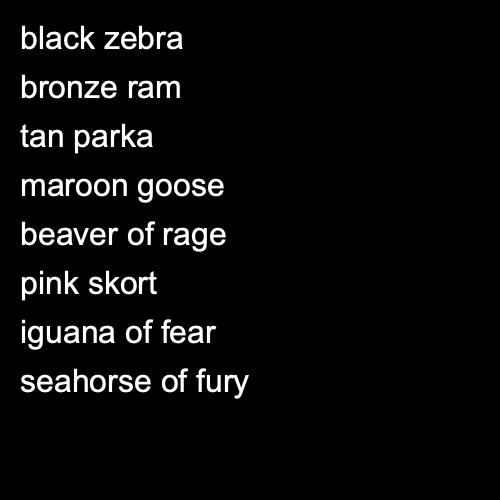 black zebra
bronze ram
tan parka
maroon goose
beaver of rage
pink skort
iguana of fear
seahorse of fury